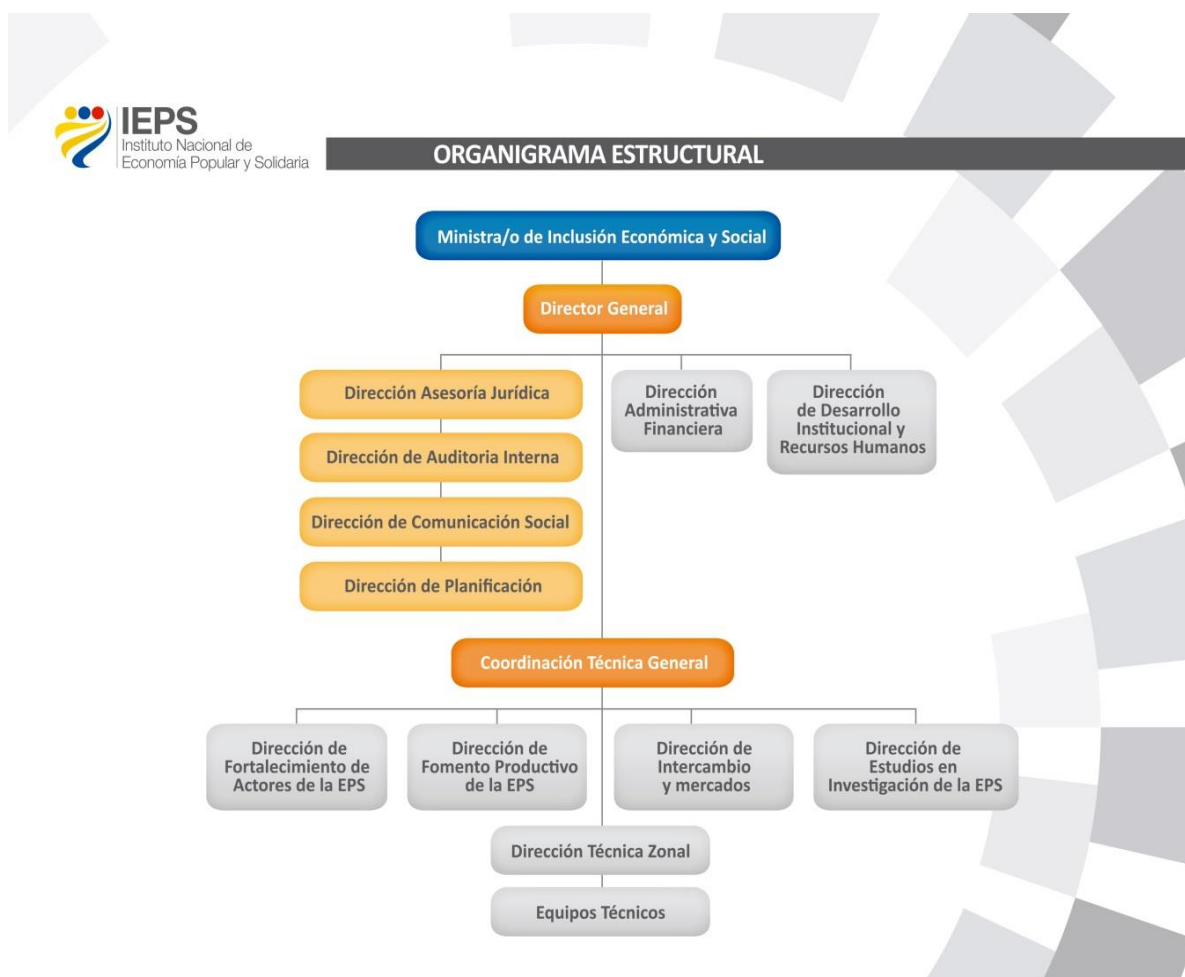 IEPS
Instituto Nacional de
Economía Popular y Solidaria
ORGANIGRAMA ESTRUCTURAL
Ministra/o de Inclusión Económica y Social
Director General
Dirección Asesoría Jurídica
Dirección de Auditoria Interna
Dirección de Comunicación Social
Dirección de Planificación
Dirección
Administrativa
Financiera
Dirección
de Desarrollo
Institucional y
Recursos Humanos
Coordinación Técnica General
Dirección de
Fortalecimiento de
Actores de la EPS
Dirección de
Fomento Productivo
de la EPS
Dirección de
Intercambio
y mercados
Dirección de
Estudios en
Investigación de la EPS
Dirección Técnica Zonal
Equipos Técnicos